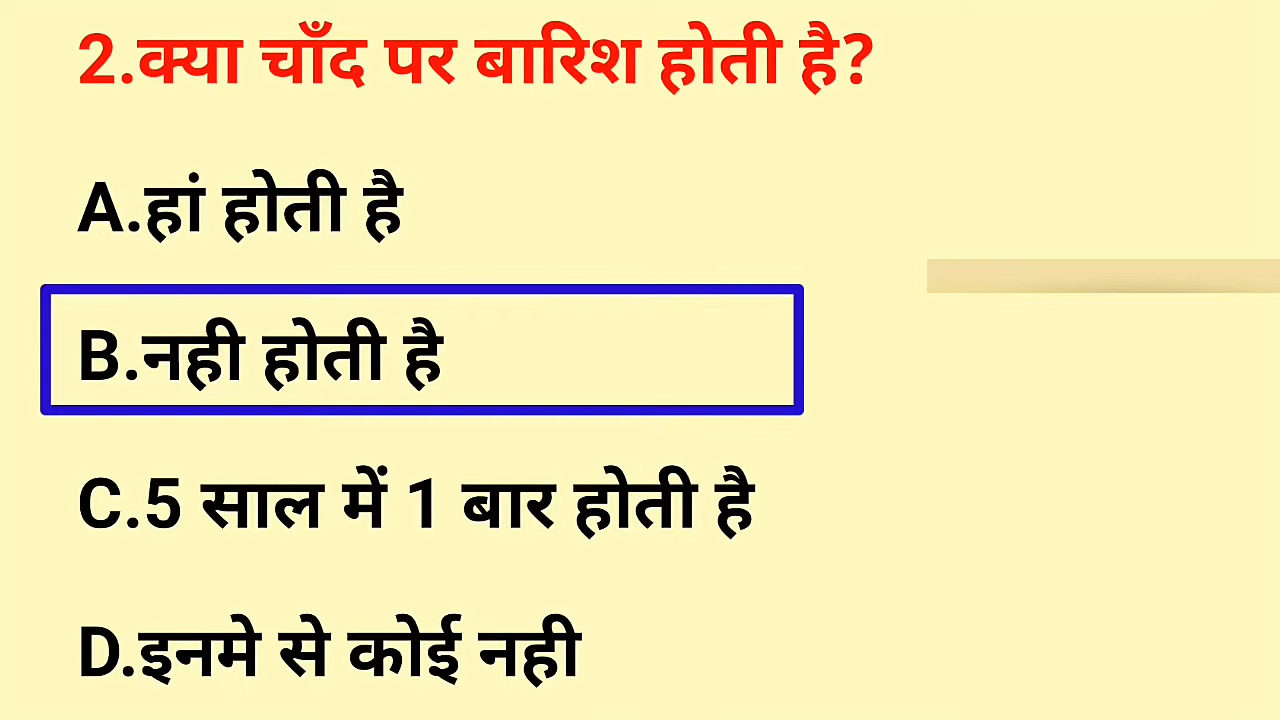 2.क्या चाँद पर बारिश होती है?
A.हां होती है
B.नही होती है
C.5 साल में 1 बार होती है
D.इनमे से कोई नही